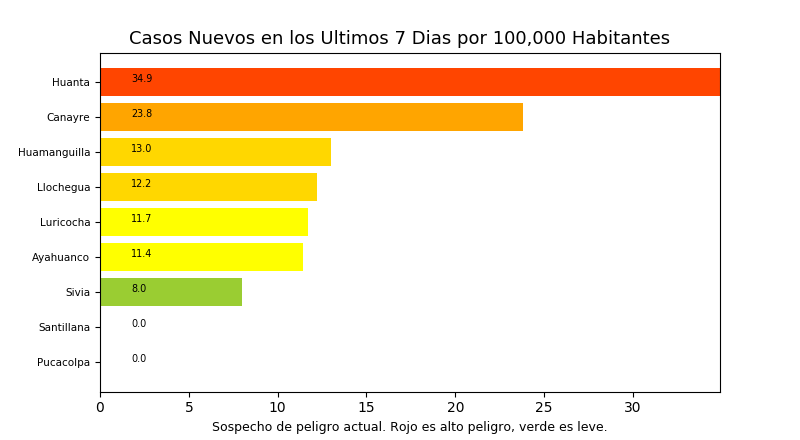 Casos Nuevos en los Ultimos 7 Dias por 100,000 Habitantes
Huanta 34.9
Canayre 23.8
Huamanguilla 13.0
Llochegua 12.2
Luricocha 11.7
Ayahuanco 11.4
Sivia 8.0
Santillana 0.0
Pucacolpa 0.0
0 5 10 15 20 25 30
Sospecho de peligro actual. Rojo es alto peligro, verde es leve.